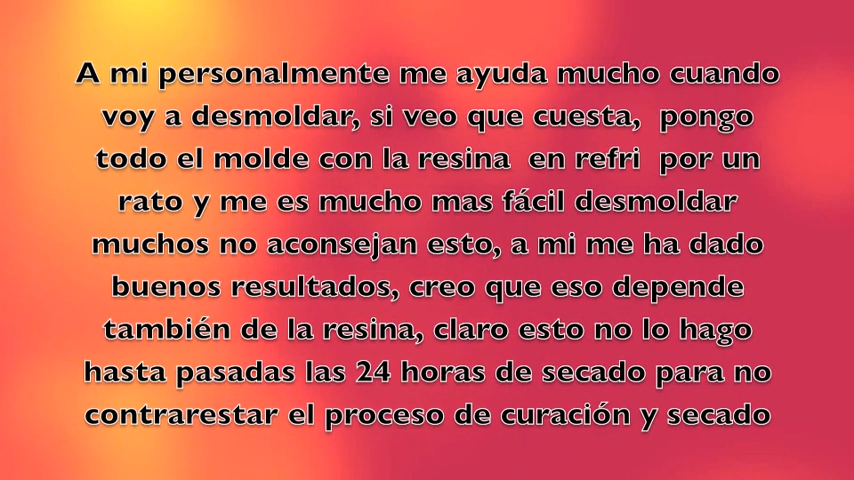 A mi personalmente me ayuda mucho cuando
voy a desmoldar, si veo que cuesta, pongo
todo el molde con la resina en refri por un
rato y me es mucho mas fácil desmoldar
muchos no aconsejan esto, a mi me ha dado
buenos resultados, creo que eso depende
también de la resina, claro esto no lo hago
hasta pasadas las 24 horas de secado para no
contrarestar el proceso de curación y secado